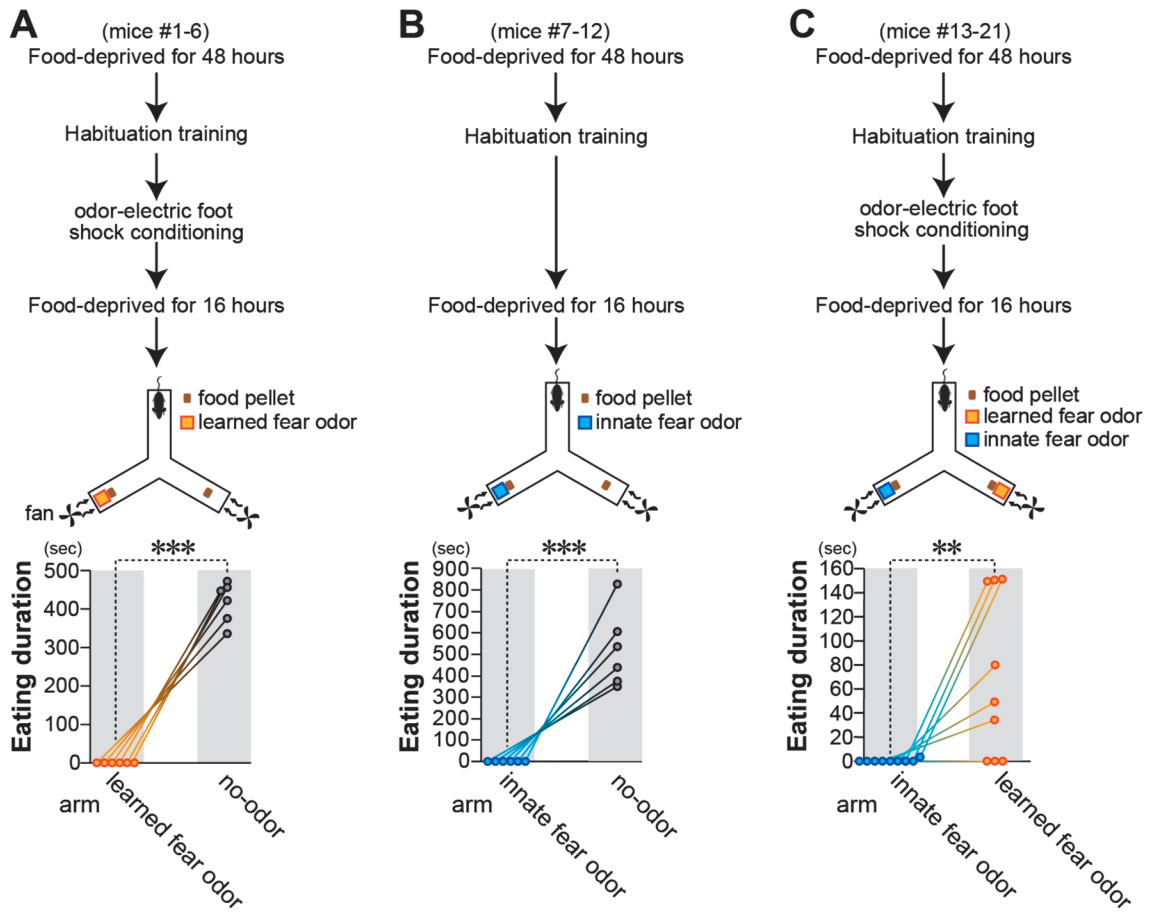 A
(mice #1-6)
Food-deprived for 48 hours
Habituation training
odor-electric foot
shock conditioning
Food-deprived for 16 hours
food pellet
learned fear odor
fan
(sec)
***
Eating duration
500
400
300
200
100
0
arm
learned fear odor
no-odor
B
(mice #7-12)
Food-deprived for 48 hours
Habituation training
Food-deprived for 16 hours
food pellet
innate fear odor
(sec)
***
Eating duration
900
800
700
600
500
400
300
200
100
0
arm
innate fear odor
no-odor
C
(mice #13-21)
Food-deprived for 48 hours
Habituation training
odor-electric foot
shock conditioning
Food-deprived for 16 hours
food pellet
learned fear odor
innate fear odor
(sec)
**
Eating duration
160
140
120
100
80
60
40
20
0
arm
innate fear odor
learned fear odor